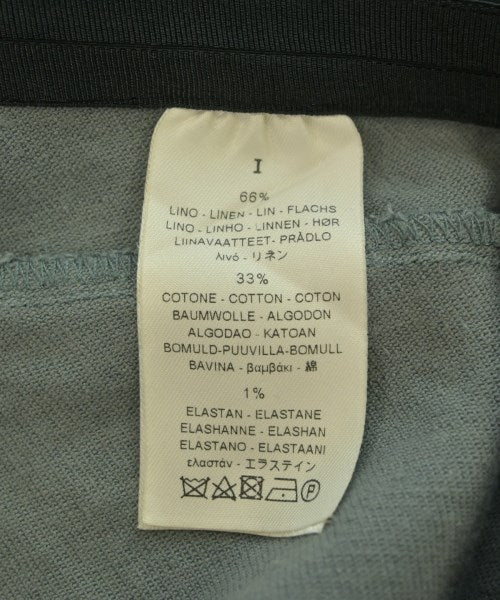 I
66%
LINO - LINEN - LIN - FLACHS
LINO - LINHO - LINNEN - HØR
LIINAVAATTEET - PRÅDLO
λινό - リネン
33%
COTONE - COTTON - COTON
BAUMWOLLE - ALGODON
ALGODAO - KATOAN
BOMULD-PUUVILLA-BOMULL
BAVINA - βαμβάκι - 綿
1%
ELASTAN - ELASTANE
ELASHANNE - ELASHAN
ELASTANO - ELASTAANI
ελαστάν - エラステイン
P